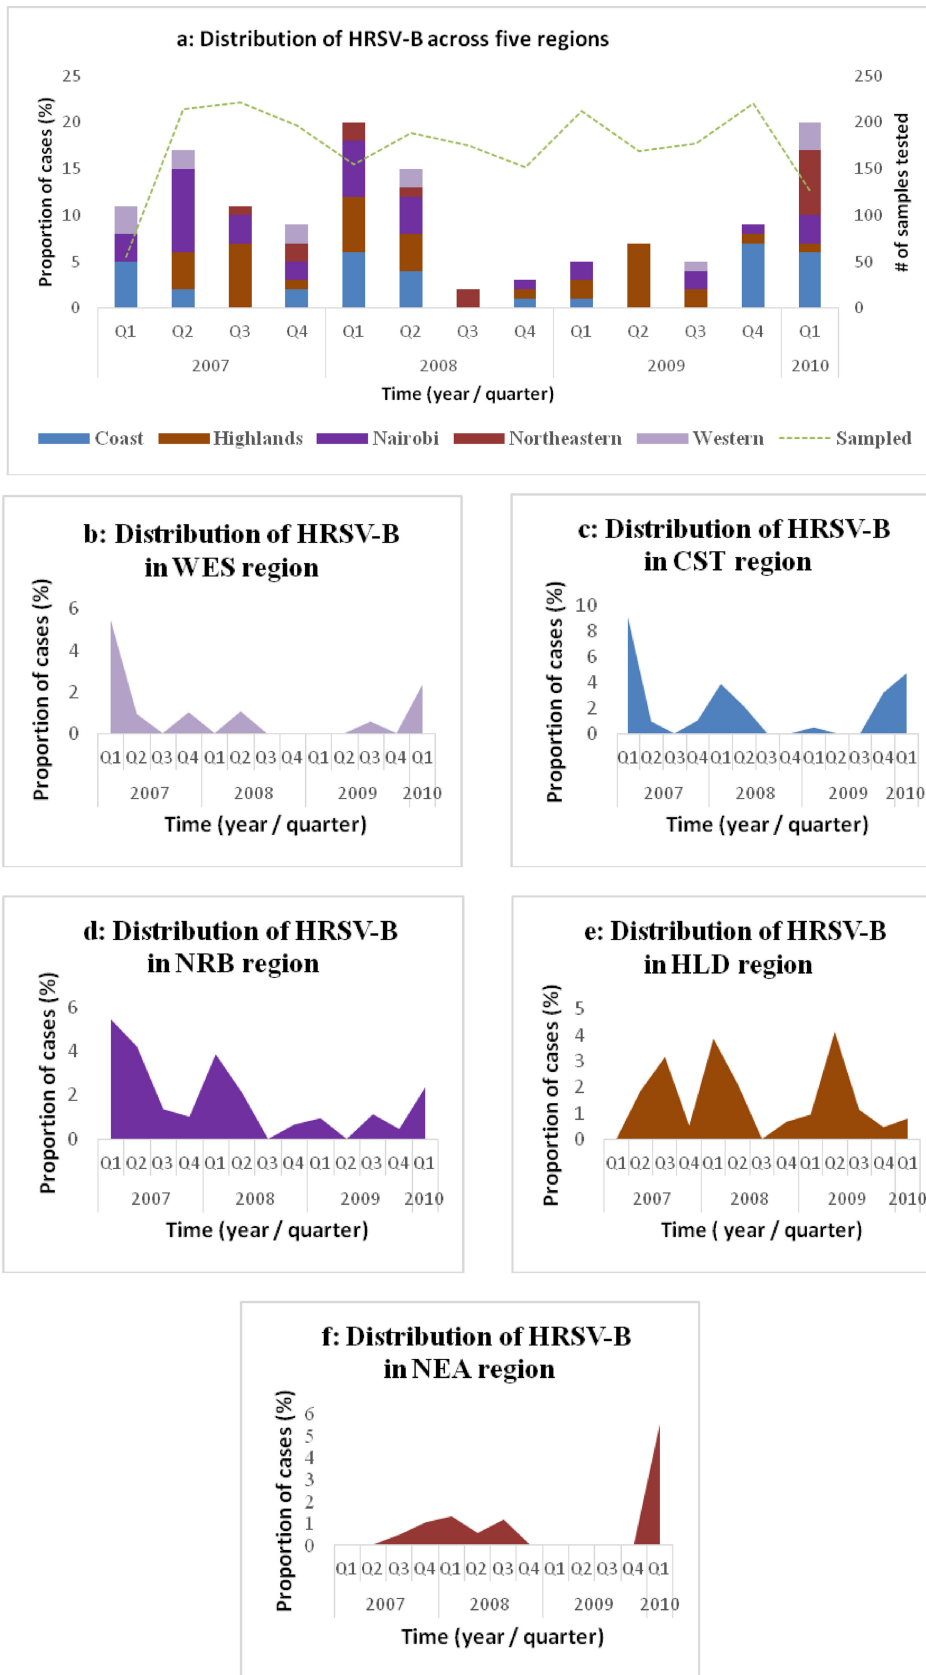 a: Distribution of HRSV-B across five regions
Proportion of cases (%)
25
20
15
10
5
0
# of samples tested
250
200
150
100
50
0
Q1 Q2 Q3 Q4 Q1 Q2 Q3 Q4 Q1 Q2 Q3 Q4 Q1
2007 2008 2009 2010
Time (year / quarter)
Coast Highlands Nairobi Northeastern Western Sampled
b: Distribution of HRSV-B
in WES region
Proportion of cases (%)
6
4
2
0
Q1 Q2 Q3 Q4 Q1 Q2 Q3 Q4 Q1 Q2 Q3 Q4 Q1
2007 2008 2009 2010
Time (year / quarter)
c: Distribution of HRSV-B
in CST region
Proportion of cases (%)
10
8
6
4
2
0
Q1 Q2 Q3 Q4 Q1 Q2 Q3 Q4 Q1 Q2 Q3 Q4 Q1
2007 2008 2009 2010
Time (year / quarter)
d: Distribution of HRSV-B
in NRB region
Proportion of cases (%)
6
4
2
0
Q1 Q2 Q3 Q4 Q1 Q2 Q3 Q4 Q1 Q2 Q3 Q4 Q1
2007 2008 2009 2010
Time (year / quarter)
e: Distribution of HRSV-B
in HLD region
Proportion of cases (%)
5
4
3
2
1
0
Q1 Q2 Q3 Q4 Q1 Q2 Q3 Q4 Q1 Q2 Q3 Q4 Q1
2007 2008 2009 2010
Time ( year / quarter)
f: Distribution of HRSV-B
in NEA region
Proportion of cases (%)
6
5
4
3
2
1
0
Q1 Q2 Q3 Q4 Q1 Q2 Q3 Q4 Q1 Q2 Q3 Q4 Q1
2007 2008 2009 2010
Time (year / quarter)